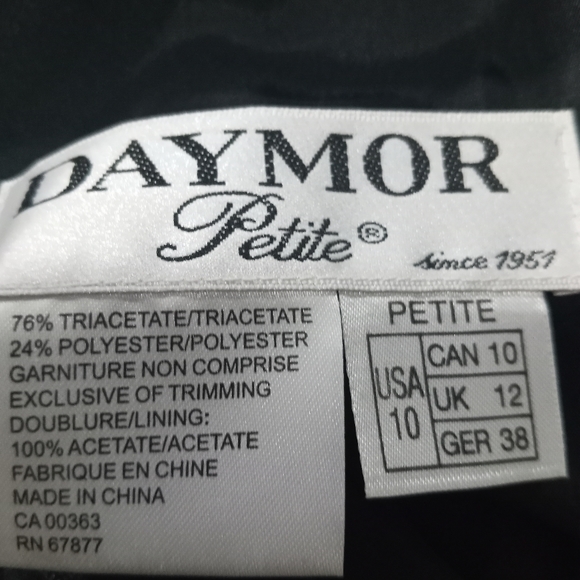 DAYMOR
Petite®
since 1951
76% TRIACETATE/TRIACETATE
24% POLYESTER/POLYESTER
GARNITURE NON COMPRISE
EXCLUSIVE OF TRIMMING
DOUBLURE/LINING:
100% ACETATE/ACETATE
FABRIQUE EN CHINE
MADE IN CHINA
CA 00363
RN 67877
PETITE
USA 10
CAN 10
UK 12
GER 38